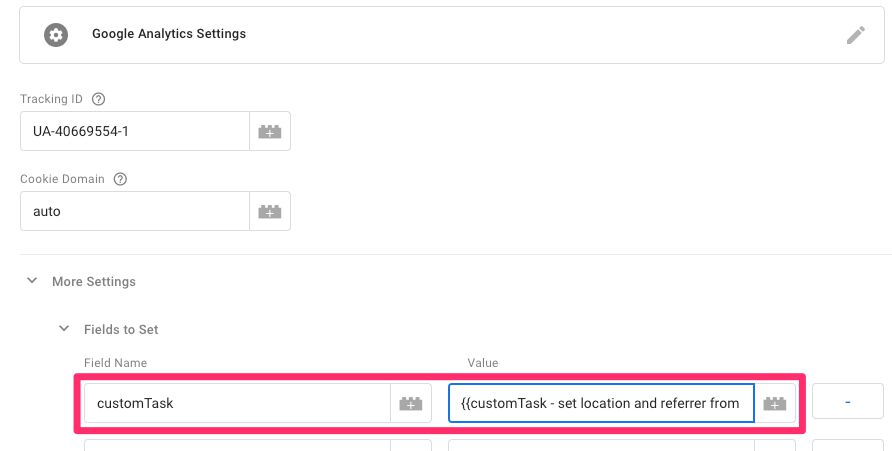 Google Analytics Settings
Tracking ID
UA-40669554-1
Cookie Domain
auto
More Settings
Fields to Set
Field Name Value
customTask {{customTask - set location and referrer from -